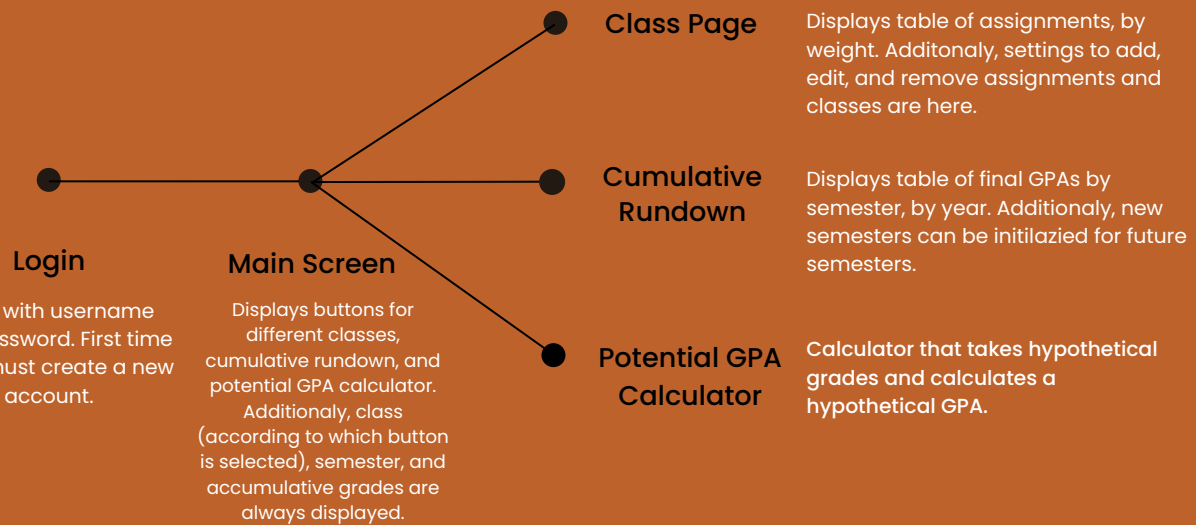 Login
with username
ssword. First time
must create a new
account.
Main Screen
Displays buttons for
different classes,
cumulative rundown, and
potential GPA calculator.
Additionaly, class
(according to which button
is selected), semester, and
accumulative grades are
always displayed.
Class Page
Displays table of assignments, by
weight. Additonaly, settings to add,
edit, and remove assignments and
classes are here.
Cumulative
Rundown
Displays table of final GPAs by
semester, by year. Additionaly, new
semesters can be initilazied for future
semesters.
Potential GPA
Calculator
Calculator that takes hypothetical
grades and calculates a
hypothetical GPA.